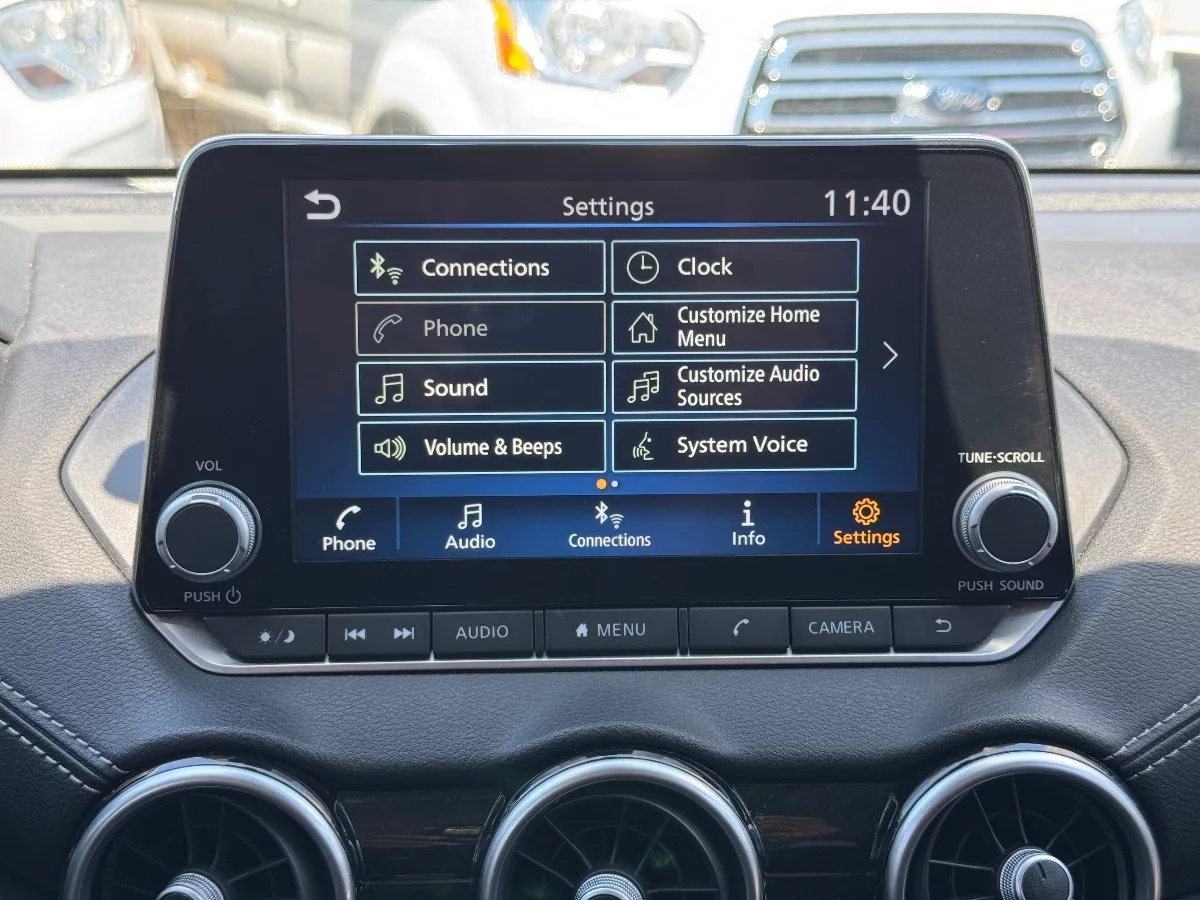 Settings
11:40
Connections
Clock
Phone
Customize Home
Menu
Sound
Customize Audio
Sources
Volume & Beeps
System Voice
VOL
TUNE•SCROLL
Phone
Audio
Connections
Info
Settings
PUSH
PUSH SOUND
AUDIO
MENU
CAMERA
Ford